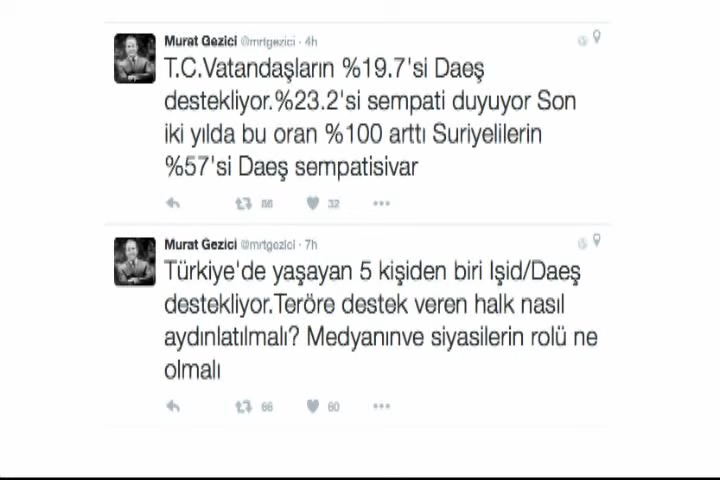 Murat Gezici @mrtgezici · 4h
T.C.Vatandaşların %19.7'si Daeş
destekliyor.%23.2'si sempati duyuyor Son
iki yılda bu oran %100 arttı Suriyelilerin
%57'si Daeş sempatisivar
86 32
Murat Gezici @mrtgezici · 7h
Türkiye'de yaşayan 5 kişiden biri Işid/Daeş
destekliyor.Teröre destek veren halk nasıl
aydınlatılmalı? Medyanınve siyasilerin rolü ne
olmalı
66 60